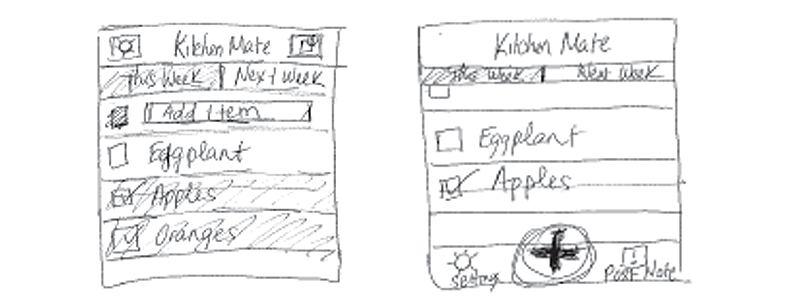 Kitchen Mate
This Week Next Week
Add Item
Eggplant
Apples
Oranges
Kitchen Mate
This Week Next Week
Eggplant
Apples
Settings
Post Note